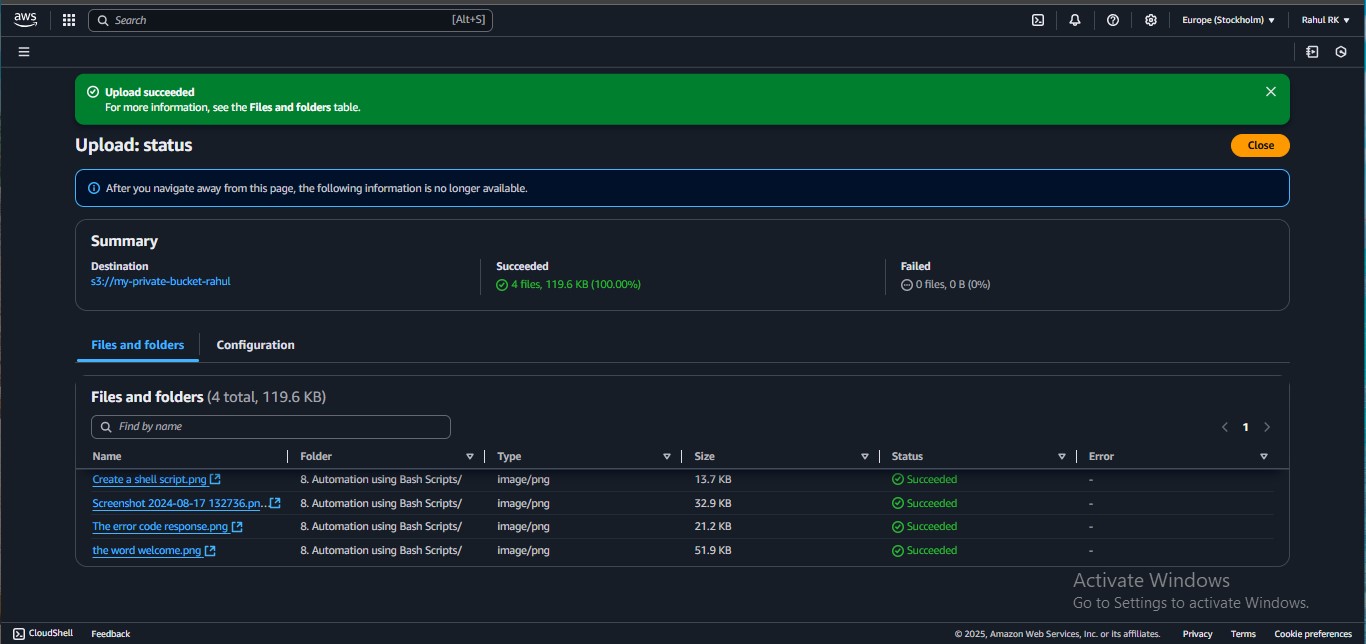 aws
Search [Alt+S]
Europe (Stockholm)
Rahul RK
Upload succeeded
For more information, see the Files and folders table.
Upload: status
Close
After you navigate away from this page, the following information is no longer available.
Summary
Destination
s3://my-private-bucket-rahul
Succeeded
4 files, 119.6 KB (100.00%)
Failed
0 files, 0 B (0%)
Files and folders
Configuration
Files and folders (4 total, 119.6 KB)
Find by name
1
Name Folder Type Size Status Error
Create a shell script.png 8. Automation using Bash Scripts/ image/png 13.7 KB Succeeded -
Screenshot 2024-08-17 132736.pn... 8. Automation using Bash Scripts/ image/png 32.9 KB Succeeded -
The error code response.png 8. Automation using Bash Scripts/ image/png 21.2 KB Succeeded -
the word welcome.png 8. Automation using Bash Scripts/ image/png 51.9 KB Succeeded -
Activate Windows
Go to Settings to activate Windows.
CloudShell Feedback © 2025, Amazon Web Services, Inc. or its affiliates. Privacy Terms Cookie preferences